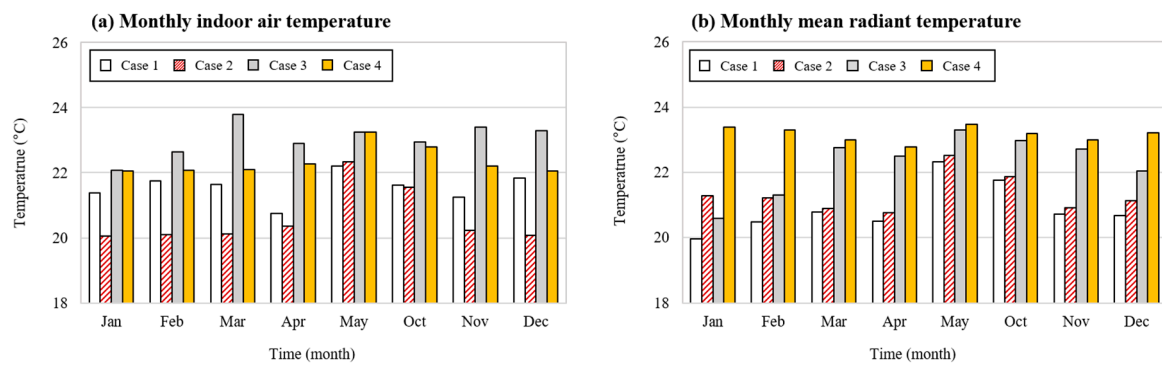 (a) Monthly indoor air temperature
26
24
22
20
18
Temperatrue (°C)
Case 1 Case 2 Case 3 Case 4
Jan Feb Mar Apr May Oct Nov Dec
Time (month)
(b) Monthly mean radiant temperature
26
24
22
20
18
Temperatrue (°C)
Case 1 Case 2 Case 3 Case 4
Jan Feb Mar Apr May Oct Nov Dec
Time (month)